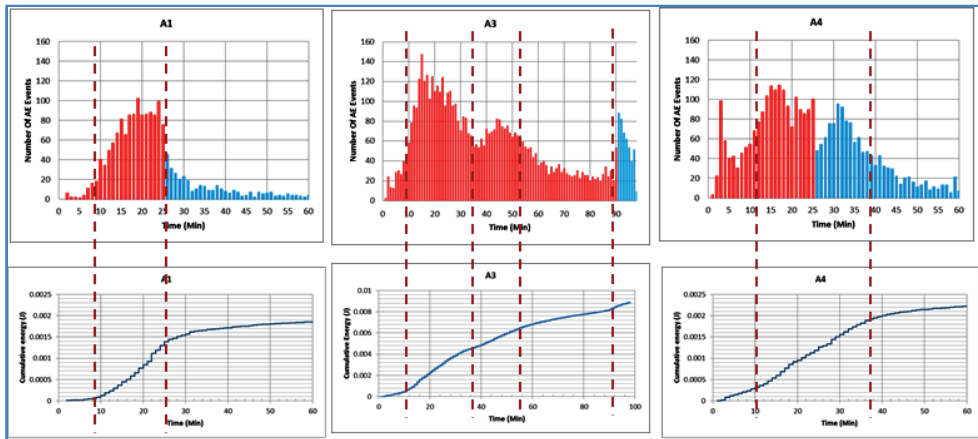 A1
Number Of AE Events
160
140
120
100
80
60
40
20
0
0 5 10 15 20 25 30 35 40 45 50 55 60
Time (Min)
A3
Number Of AE Events
160
140
120
100
80
60
40
20
0
0 10 20 30 40 50 60 70 80 90
Time (Min)
A4
Number Of AE Events
160
140
120
100
80
60
40
20
0
0 5 10 15 20 25 30 35 40 45 50 55 60
Time (Min)
A1
Cumulative energy (J)
0.0025
0.002
0.0015
0.001
0.0005
0
0 10 20 30 40 50 60
Time (Min)
A3
Cumulative Energy (J)
0.01
0.008
0.006
0.004
0.002
0
0 20 40 60 80 100
Time (Min)
A4
Cumulative energy (J)
0.0025
0.002
0.0015
0.001
0.0005
0
0 10 20 30 40 50 60
Time (Min)